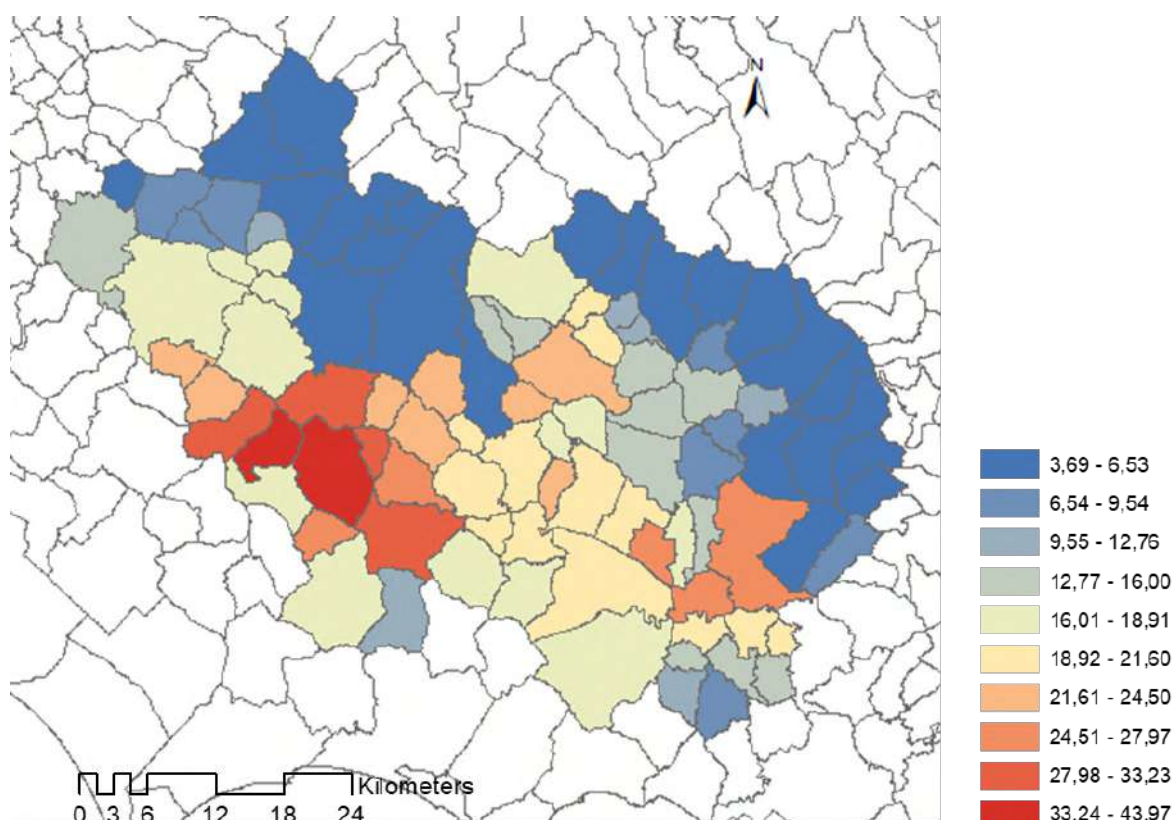 N
3,69 - 6,53
6,54 - 9,54
9,55 - 12,76
12,77 - 16,00
16,01 - 18,91
18,92 - 21,60
21,61 - 24,50
24,51 - 27,97
27,98 - 33,23
33,24 - 43,97
Kilometers
0 3 6 12 18 24